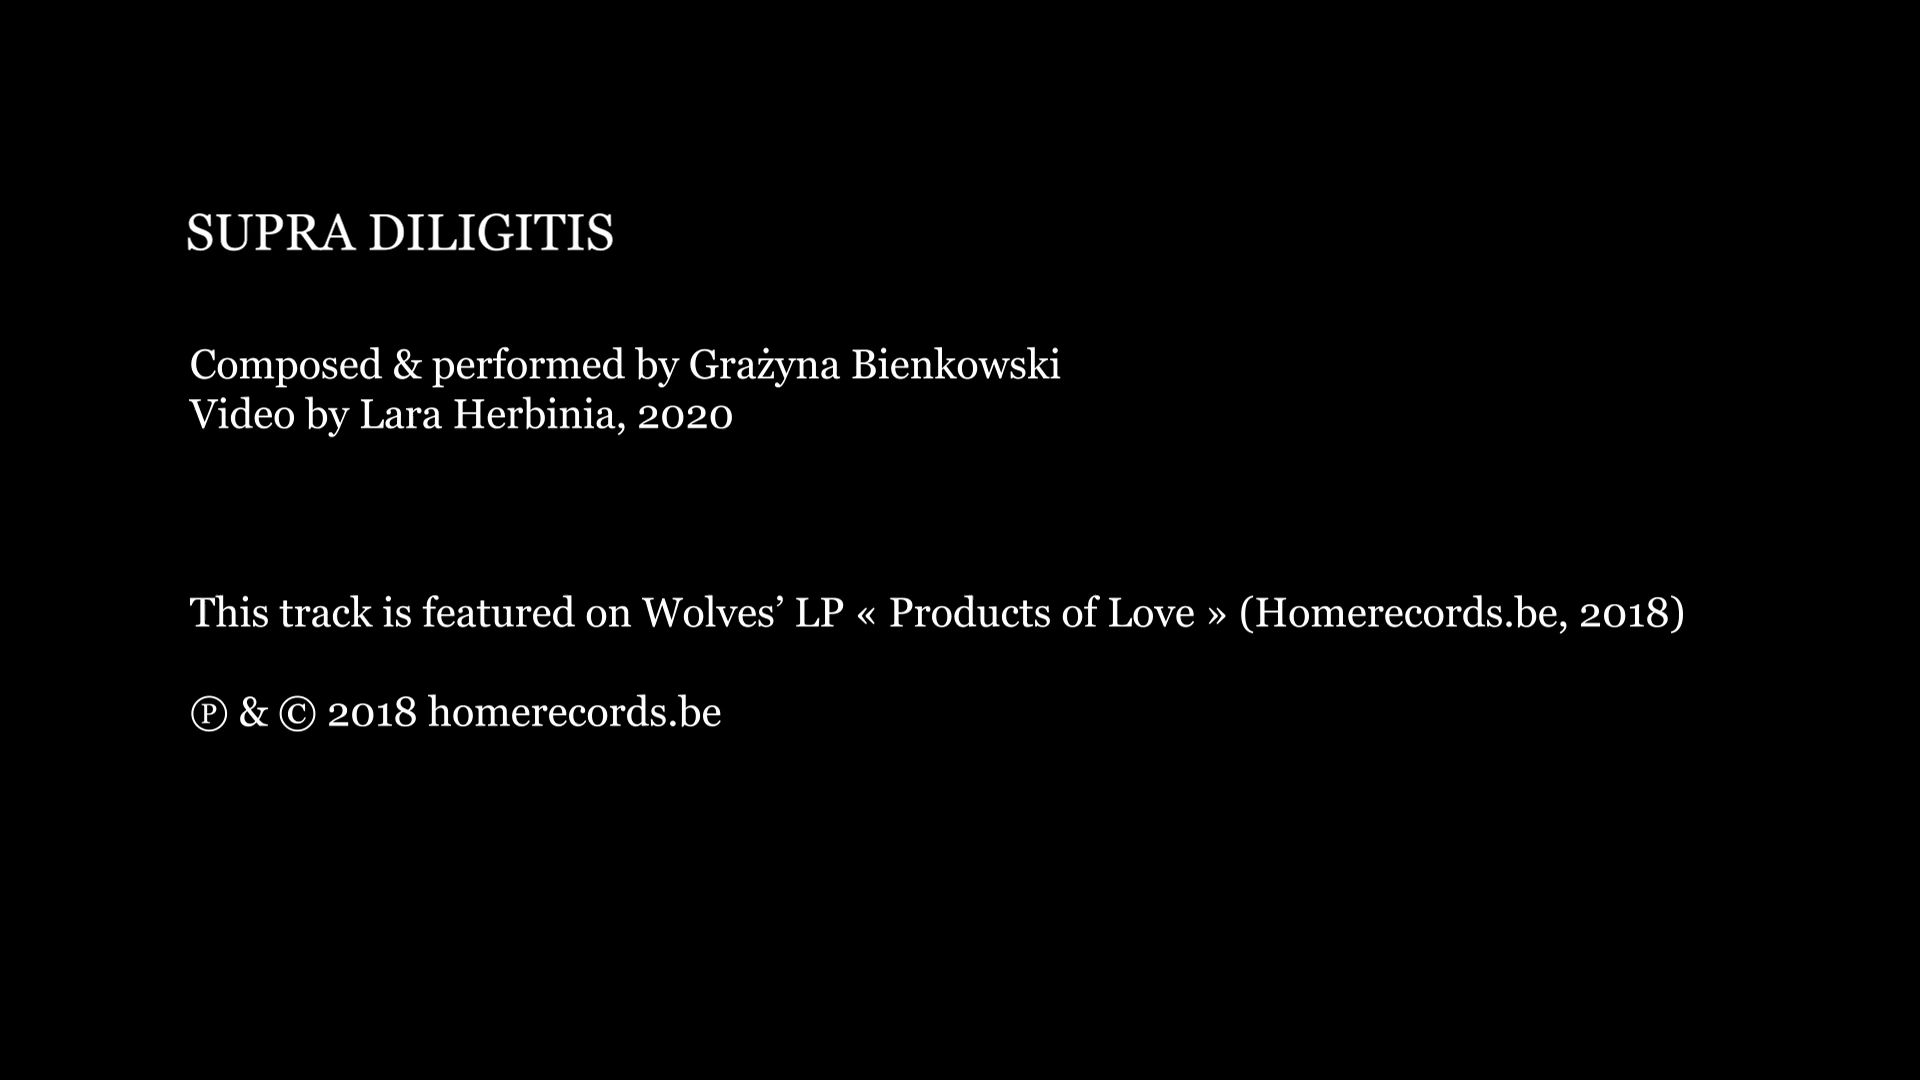 SUPRA DILIGITIS
Composed & performed by Grażyna Bienkowski
Video by Lara Herbinia, 2020
This track is featured on Wolves’ LP « Products of Love » (Homerecords.be, 2018)
℗ & © 2018 homerecords.be